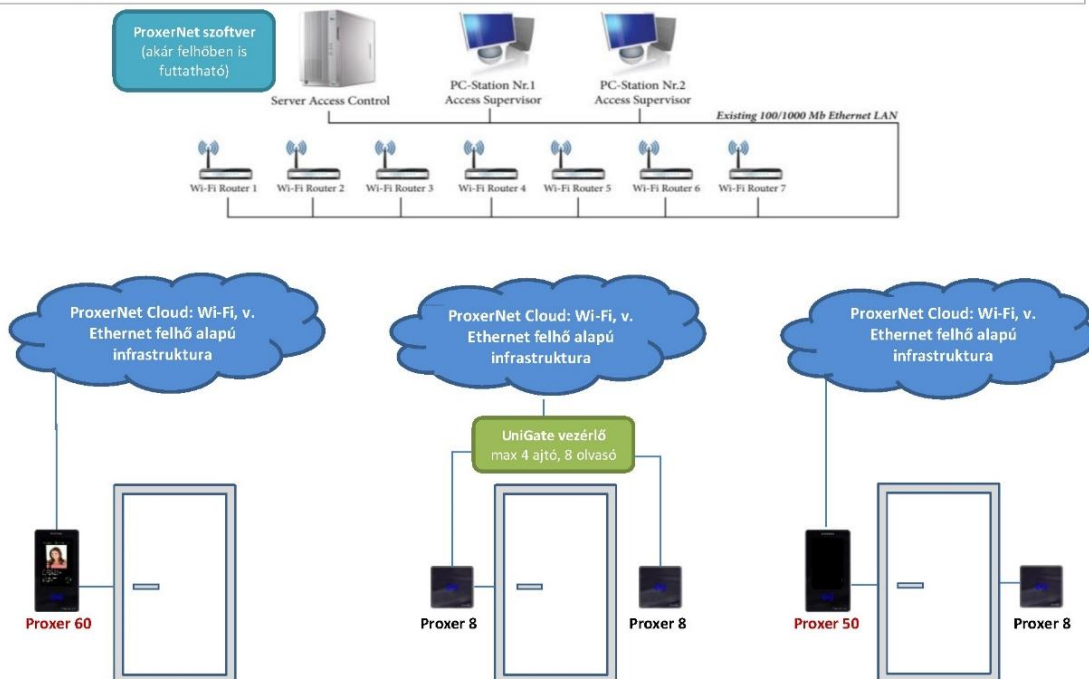 ProxerNet szoftver
(akár felhőben is
futtatható)
Server Access Control
PC-Station Nr.1
Access Supervisor
PC-Station Nr.2
Access Supervisor
Existing 100/1000 Mb Ethernet LAN
Wi-Fi Router 1
Wi-Fi Router 2
Wi-Fi Router 3
Wi-Fi Router 4
Wi-Fi Router 5
Wi-Fi Router 6
Wi-Fi Router 7
ProxerNet Cloud: Wi-Fi, v.
Ethernet felhő alapú
infrastruktura
ProxerNet Cloud: Wi-Fi, v.
Ethernet felhő alapú
infrastruktura
ProxerNet Cloud: Wi-Fi, v.
Ethernet felhő alapú
infrastruktura
UniGate vezérlő
max 4 ajtó, 8 olvasó
Proxer 60
Proxer 8
Proxer 8
Proxer 50
Proxer 8